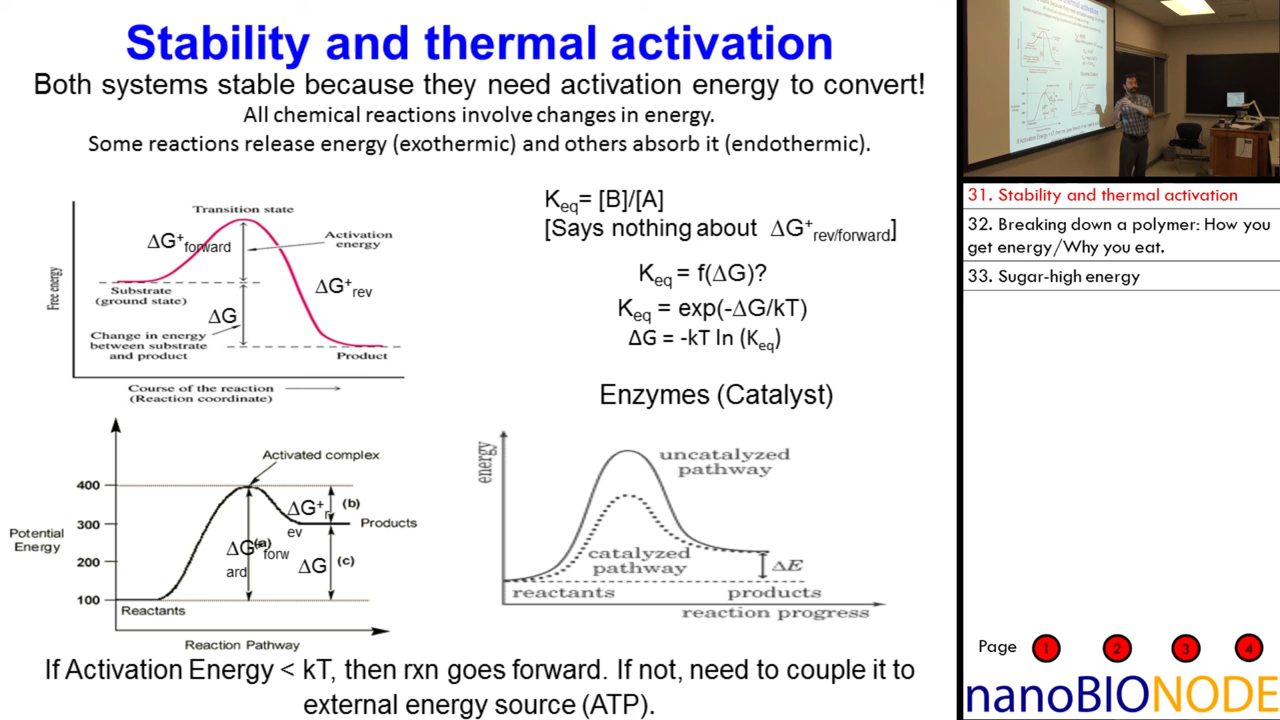 Stability and thermal activation
Both systems stable because they need activation energy to convert!
All chemical reactions involve changes in energy.
Some reactions release energy (exothermic) and others absorb it (endothermic).
Transition state
ΔG⁺forward
Activation
energy
Free energy
Substrate
(ground state)
ΔG⁺rev
ΔG
Change in energy
between substrate
and product
Product
Course of the reaction
(Reaction coordinate)
Keq= [B]/[A]
[Says nothing about ΔG⁺rev/forward]
Keq = f(ΔG)?
Keq = exp(-ΔG/kT)
ΔG = -kT ln (Keq)
Enzymes (Catalyst)
Activated complex
400
300
200
100
Potential
Energy
ΔG⁺r
ev
(b)
Products
ΔG⁺forw
ard
(a)
ΔG
(c)
Reactants
Reaction Pathway
energy
uncatalyzed
pathway
catalyzed
pathway
ΔE
reactants
products
reaction progress
If Activation Energy < kT, then rxn goes forward. If not, need to couple it to
external energy source (ATP).
31. Stability and thermal activation
32. Breaking down a polymer: How you
get energy/Why you eat.
33. Sugar-high energy
Page 1 2 3 4
nanoBIONODE